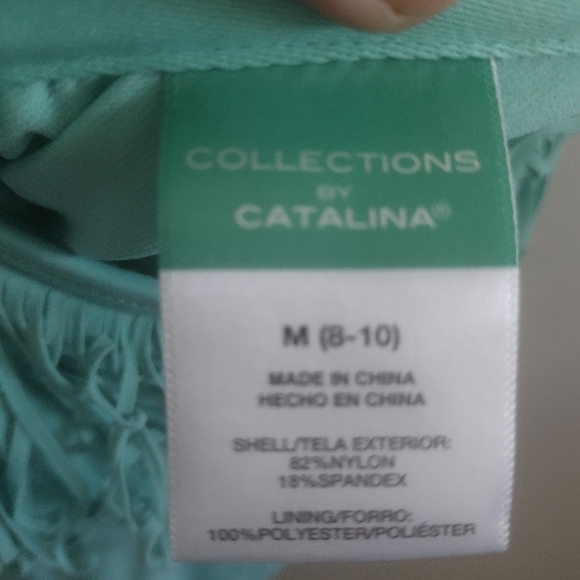 COLLECTIONS
BY
CATALINA®
M (8-10)
MADE IN CHINA
HECHO EN CHINA
SHELL/TELA EXTERIOR:
82%NYLON
18%SPANDEX
LINING/FORRO:
100%POLYESTER/POLIÉSTER